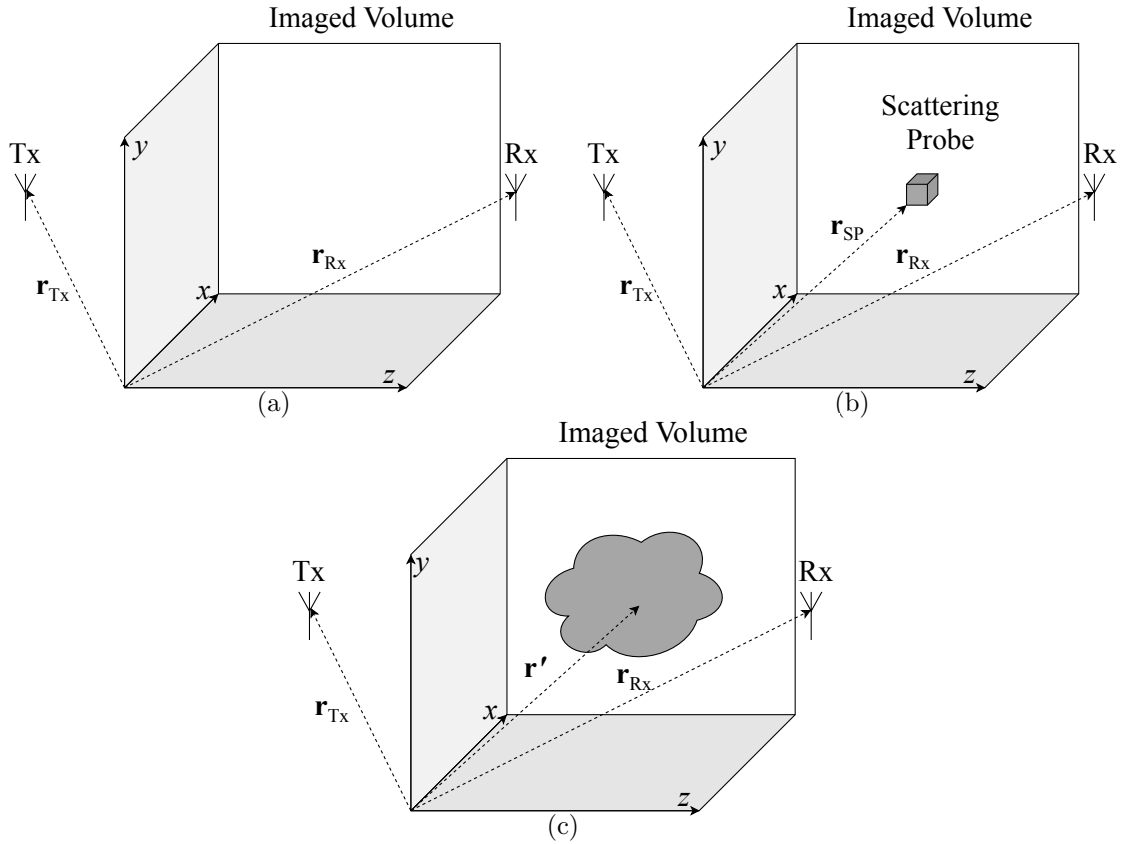 Imaged Volume
Tx
y
Rx
r_Rx
r_Tx
x
z
(a)
Imaged Volume
Scattering
Probe
Tx
y
Rx
r_SP
r_Rx
r_Tx
x
z
(b)
Imaged Volume
Tx
y
Rx
r'
r_Rx
r_Tx
x
z
(c)